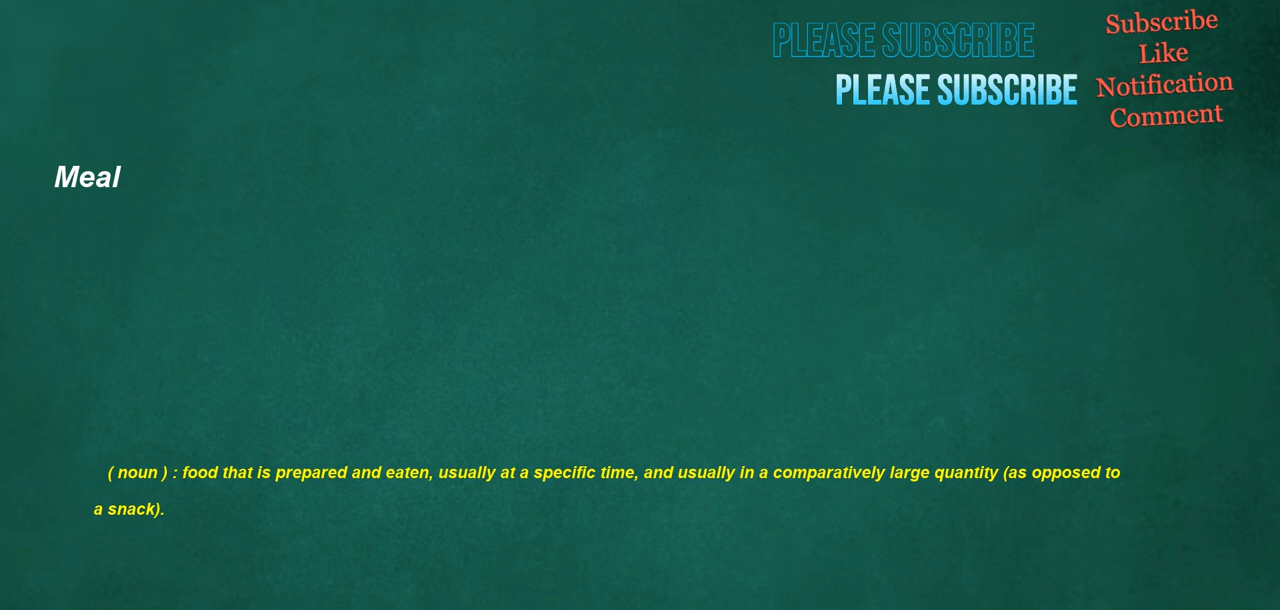 PLEASE SUBSCRIBE
PLEASE SUBSCRIBE
Subscribe
Like
Notification
Comment
Meal
( noun ) : food that is prepared and eaten, usually at a specific time, and usually in a comparatively large quantity (as opposed to
a snack).